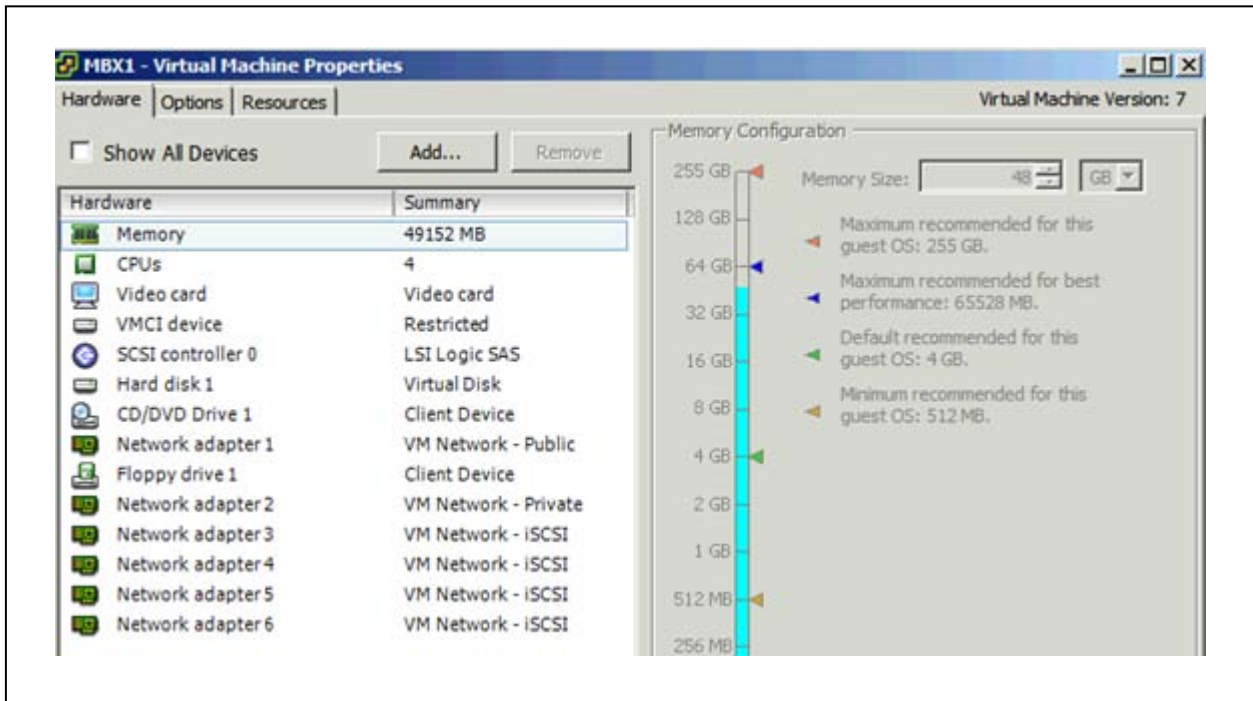 MBX1 - Virtual Machine Properties
Hardware Options Resources Virtual Machine Version: 7
Show All Devices Add... Remove
Hardware Summary
Memory 49152 MB
CPUs 4
Video card Video card
VMCI device Restricted
SCSI controller 0 LSI Logic SAS
Hard disk 1 Virtual Disk
CD/DVD Drive 1 Client Device
Network adapter 1 VM Network - Public
Floppy drive 1 Client Device
Network adapter 2 VM Network - Private
Network adapter 3 VM Network - iSCSI
Network adapter 4 VM Network - iSCSI
Network adapter 5 VM Network - iSCSI
Network adapter 6 VM Network - iSCSI
Memory Configuration
255 GB
128 GB
64 GB
32 GB
16 GB
8 GB
4 GB
2 GB
1 GB
512 MB
256 MB
Memory Size: 48 GB
Maximum recommended for this
guest OS: 255 GB.
Maximum recommended for best
performance: 65528 MB.
Default recommended for this
guest OS: 4 GB.
Minimum recommended for this
guest OS: 512 MB.